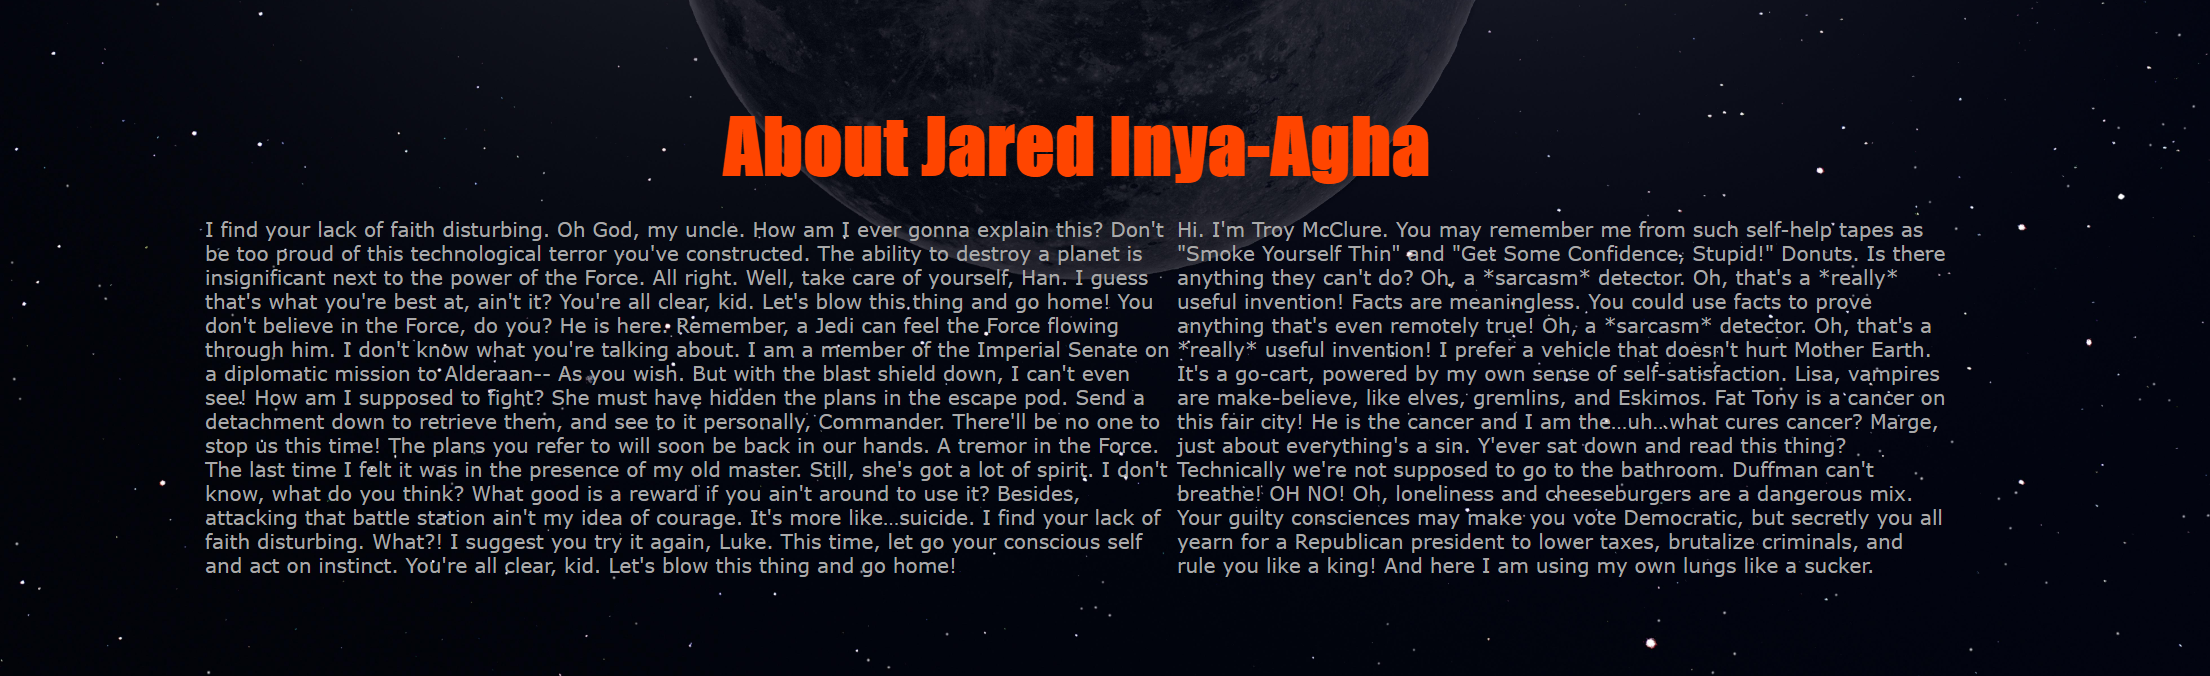 About Jared Inya-Agha
I find your lack of faith disturbing. Oh God, my uncle. How am I ever gonna explain this? Don't
be too proud of this technological terror you've constructed. The ability to destroy a planet is
insignificant next to the power of the Force. All right. Well, take care of yourself, Han. I guess
that's what you're best at, ain't it? You're all clear, kid. Let's blow this thing and go home! You
don't believe in the Force, do you? He is here. Remember, a Jedi can feel the Force flowing
through him. I don't know what you're talking about. I am a member of the Imperial Senate on
a diplomatic mission to Alderaan-- As you wish. But with the blast shield down, I can't even
see! How am I supposed to fight? She must have hidden the plans in the escape pod. Send a
detachment down to retrieve them, and see to it personally, Commander. There'll be no one to
stop us this time! The plans you refer to will soon be back in our hands. A tremor in the Force.
The last time I felt it was in the presence of my old master. Still, she's got a lot of spirit. I don't
know, what do you think? What good is a reward if you ain't around to use it? Besides,
attacking that battle station ain't my idea of courage. It's more like…suicide. I find your lack of
faith disturbing. What?! I suggest you try it again, Luke. This time, let go your conscious self
and act on instinct. You're all clear, kid. Let's blow this thing and go home!
Hi. I'm Troy McClure. You may remember me from such self-help tapes as
"Smoke Yourself Thin" and "Get Some Confidence, Stupid!" Donuts. Is there
anything they can't do? Oh, a *sarcasm* detector. Oh, that's a *really*
useful invention! Facts are meaningless. You could use facts to prove
anything that's even remotely true! Oh, a *sarcasm* detector. Oh, that's a
*really* useful invention! I prefer a vehicle that doesn't hurt Mother Earth.
It's a go-cart, powered by my own sense of self-satisfaction. Lisa, vampires
are make-believe, like elves, gremlins, and Eskimos. Fat Tony is a cancer on
this fair city! He is the cancer and I am the…uh…what cures cancer? Marge,
just about everything's a sin. Y'ever sat down and read this thing?
Technically we're not supposed to go to the bathroom. Duffman can't
breathe! OH NO! Oh, loneliness and cheeseburgers are a dangerous mix.
Your guilty consciences may make you vote Democratic, but secretly you all
yearn for a Republican president to lower taxes, brutalize criminals, and
rule you like a king! And here I am using my own lungs like a sucker.